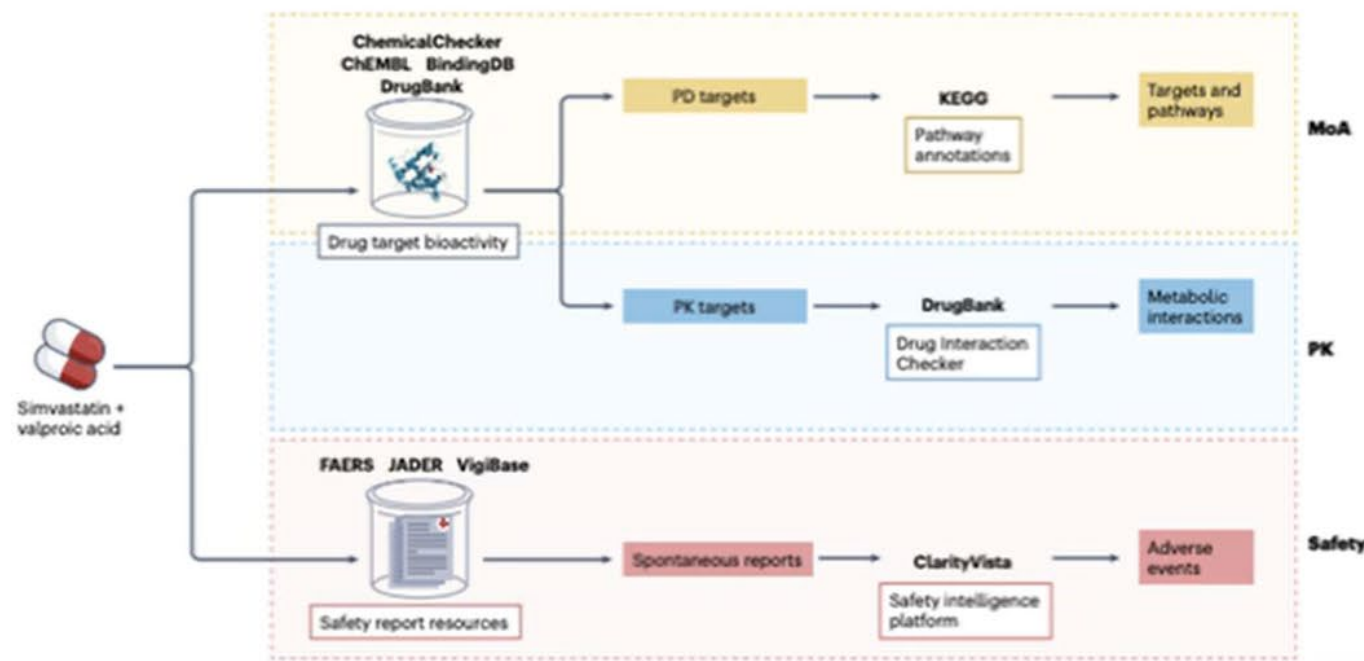 ChemicalChecker
ChEMBL BindingDB
DrugBank
Drug target bioactivity
PD targets
KEGG
Pathway
annotations
Targets and
pathways
MoA
PK targets
DrugBank
Drug Interaction
Checker
Metabolic
interactions
PK
Simvastatin +
valproic acid
FAERS JADER VigiBase
Safety report resources
Spontaneous reports
ClarityVista
Safety intelligence
platform
Adverse
events
Safety